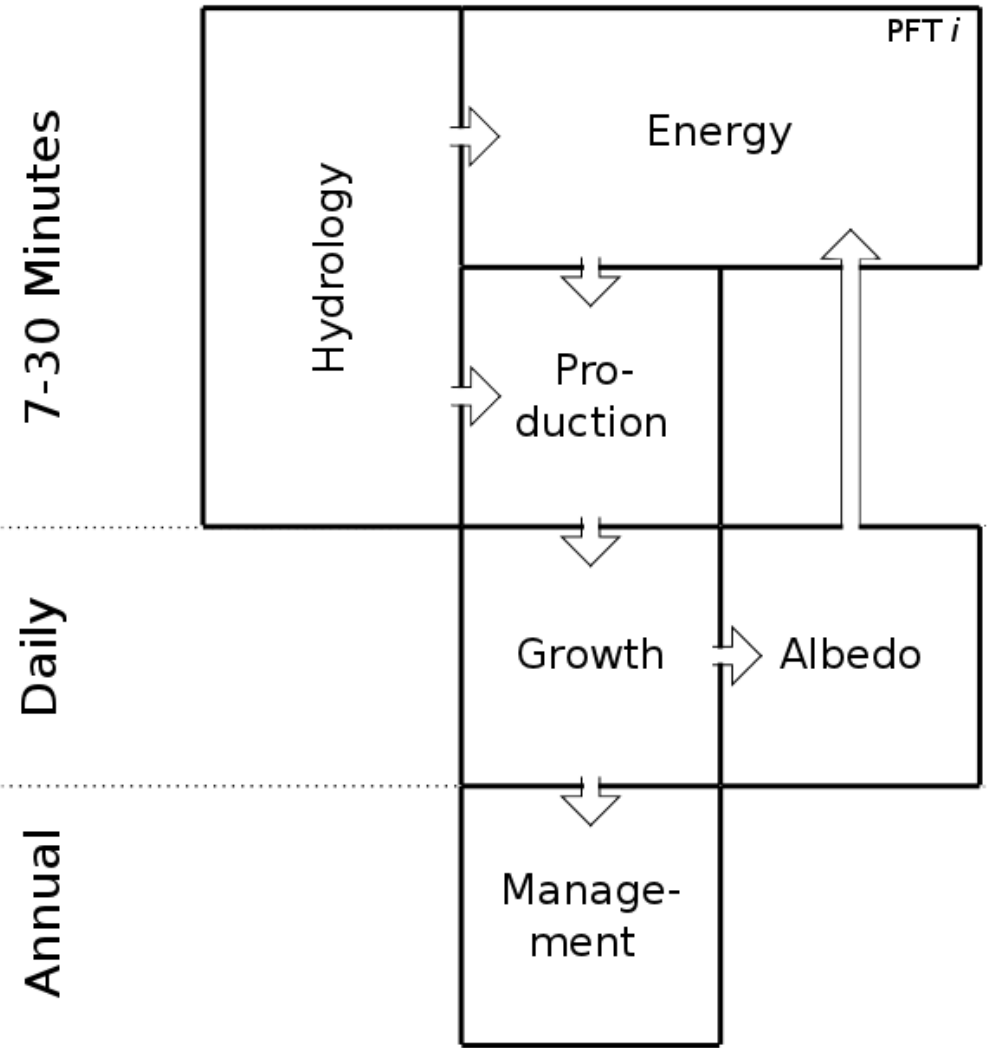 PFT i
7-30 Minutes
Hydrology
Energy
Pro-
duction
Daily
Growth
Albedo
Annual
Manage-
ment